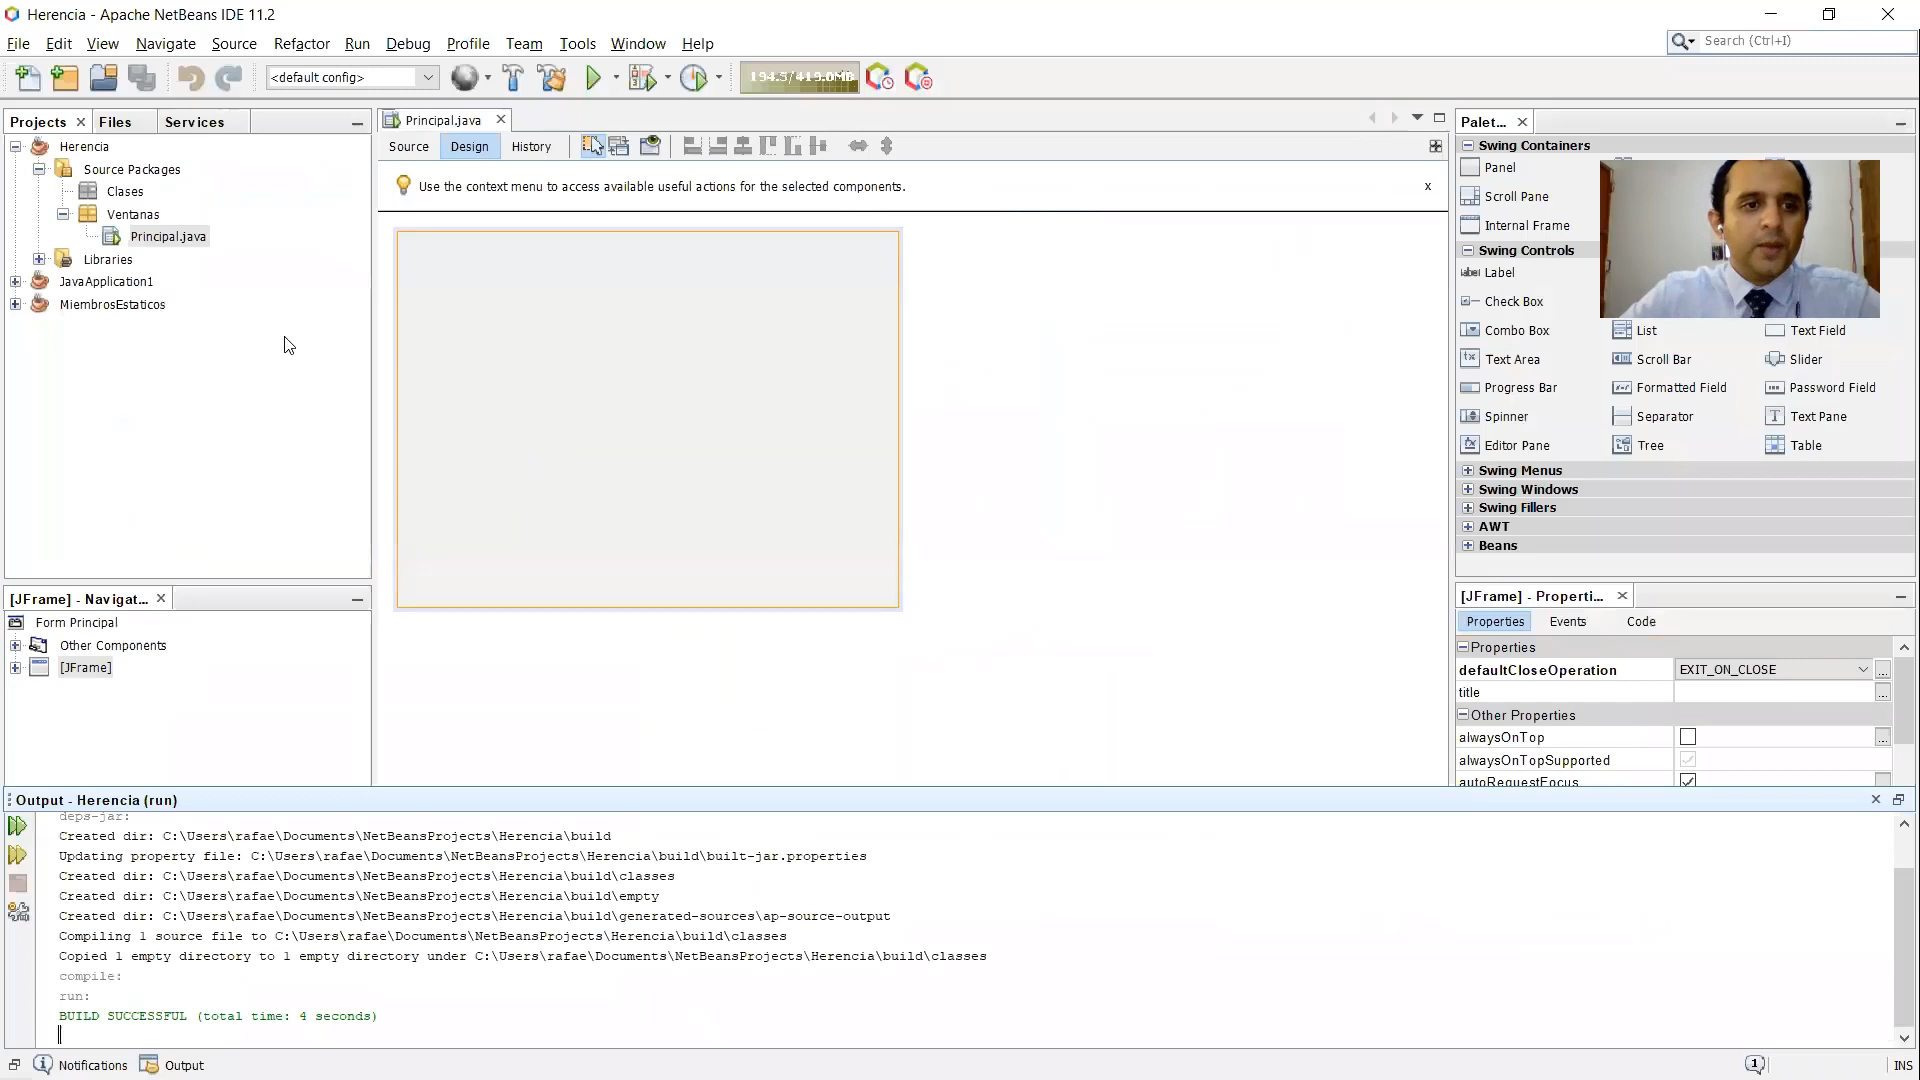 Herencia - Apache NetBeans IDE 11.2
File Edit View Navigate Source Refactor Run Debug Profile Team Tools Window Help
Search (Ctrl+I)
<default config>
194.5/419.0MB
Projects Files Services
Herencia
Source Packages
Clases
Ventanas
Principal.java
Libraries
JavaApplication1
MiembrosEstaticos
Principal.java
Source Design History
Use the context menu to access available useful actions for the selected components.
x
Palet...
Swing Containers
Panel
Scroll Pane
Internal Frame
Swing Controls
label Label
Check Box
Combo Box List Text Field
Text Area Scroll Bar Slider
Progress Bar Formatted Field Password Field
Spinner Separator Text Pane
Editor Pane Tree Table
Swing Menus
Swing Windows
Swing Fillers
AWT
Beans
[JFrame] - Navigat...
Form Principal
Other Components
[JFrame]
[JFrame] - Properti...
Properties Events Code
Properties
defaultCloseOperation EXIT_ON_CLOSE ...
title ...
Other Properties
alwaysOnTop ...
alwaysOnTopSupported
autoRequestFocus
Output - Herencia (run)
deps-jar:
Created dir: C:\Users\rafae\Documents\NetBeansProjects\Herencia\build
Updating property file: C:\Users\rafae\Documents\NetBeansProjects\Herencia\build\built-jar.properties
Created dir: C:\Users\rafae\Documents\NetBeansProjects\Herencia\build\classes
Created dir: C:\Users\rafae\Documents\NetBeansProjects\Herencia\build\empty
Created dir: C:\Users\rafae\Documents\NetBeansProjects\Herencia\build\generated-sources\ap-source-output
Compiling 1 source file to C:\Users\rafae\Documents\NetBeansProjects\Herencia\build\classes
Copied 1 empty directory to 1 empty directory under C:\Users\rafae\Documents\NetBeansProjects\Herencia\build\classes
compile:
run:
BUILD SUCCESSFUL (total time: 4 seconds)
Notifications Output
1
INS